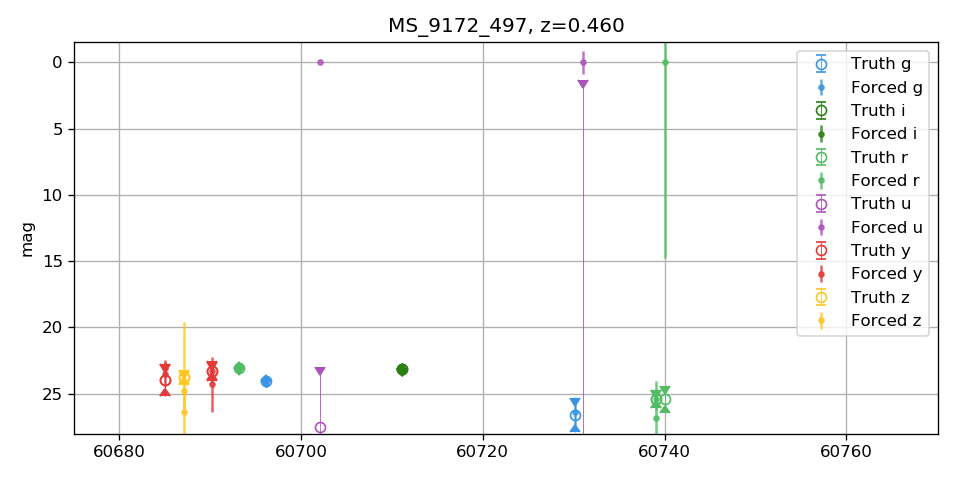 MS_9172_497, z=0.460
mag
0
5
10
15
20
25
60680
60700
60720
60740
60760
Truth g
Forced g
Truth i
Forced i
Truth r
Forced r
Truth u
Forced u
Truth y
Forced y
Truth z
Forced z